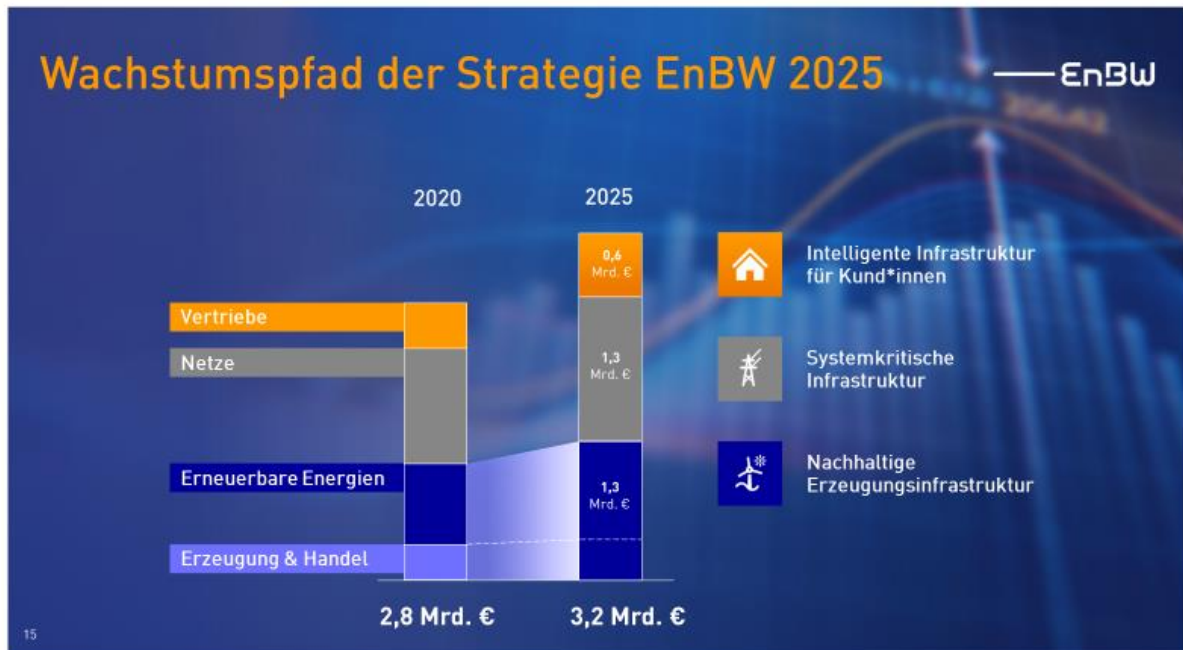 Wachstumspfad der Strategie EnBW 2025
EnBW
206.42
2020
2025
0,6
Mrd. €
Intelligente Infrastruktur
für Kund*innen
Vertriebe
Netze
1,3
Mrd. €
Systemkritische
Infrastruktur
Erneuerbare Energien
1,3
Mrd. €
Nachhaltige
Erzeugungsinfrastruktur
Erzeugung & Handel
2,8 Mrd. €
3,2 Mrd. €
15